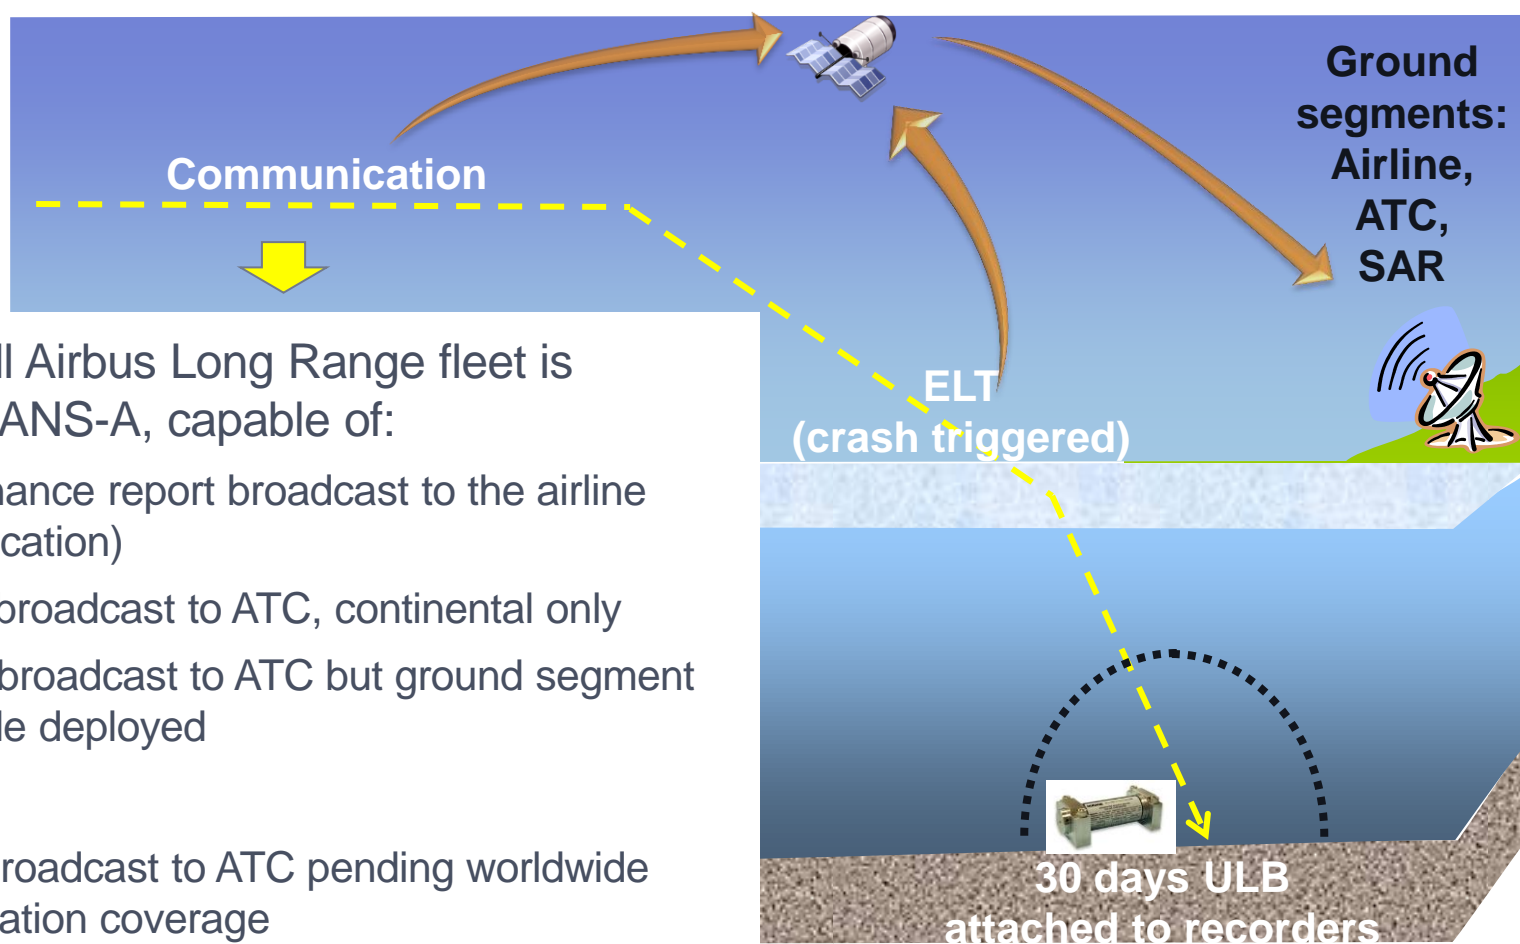 Communication
Ground
segments:
Airline,
ATC,
SAR
ll Airbus Long Range fleet is
ANS-A, capable of:
nance report broadcast to the airline
ication)
broadcast to ATC, continental only
broadcast to ATC but ground segment
le deployed
roadcast to ATC pending worldwide
ation coverage
ELT
(crash triggered)
30 days ULB
attached to recorders